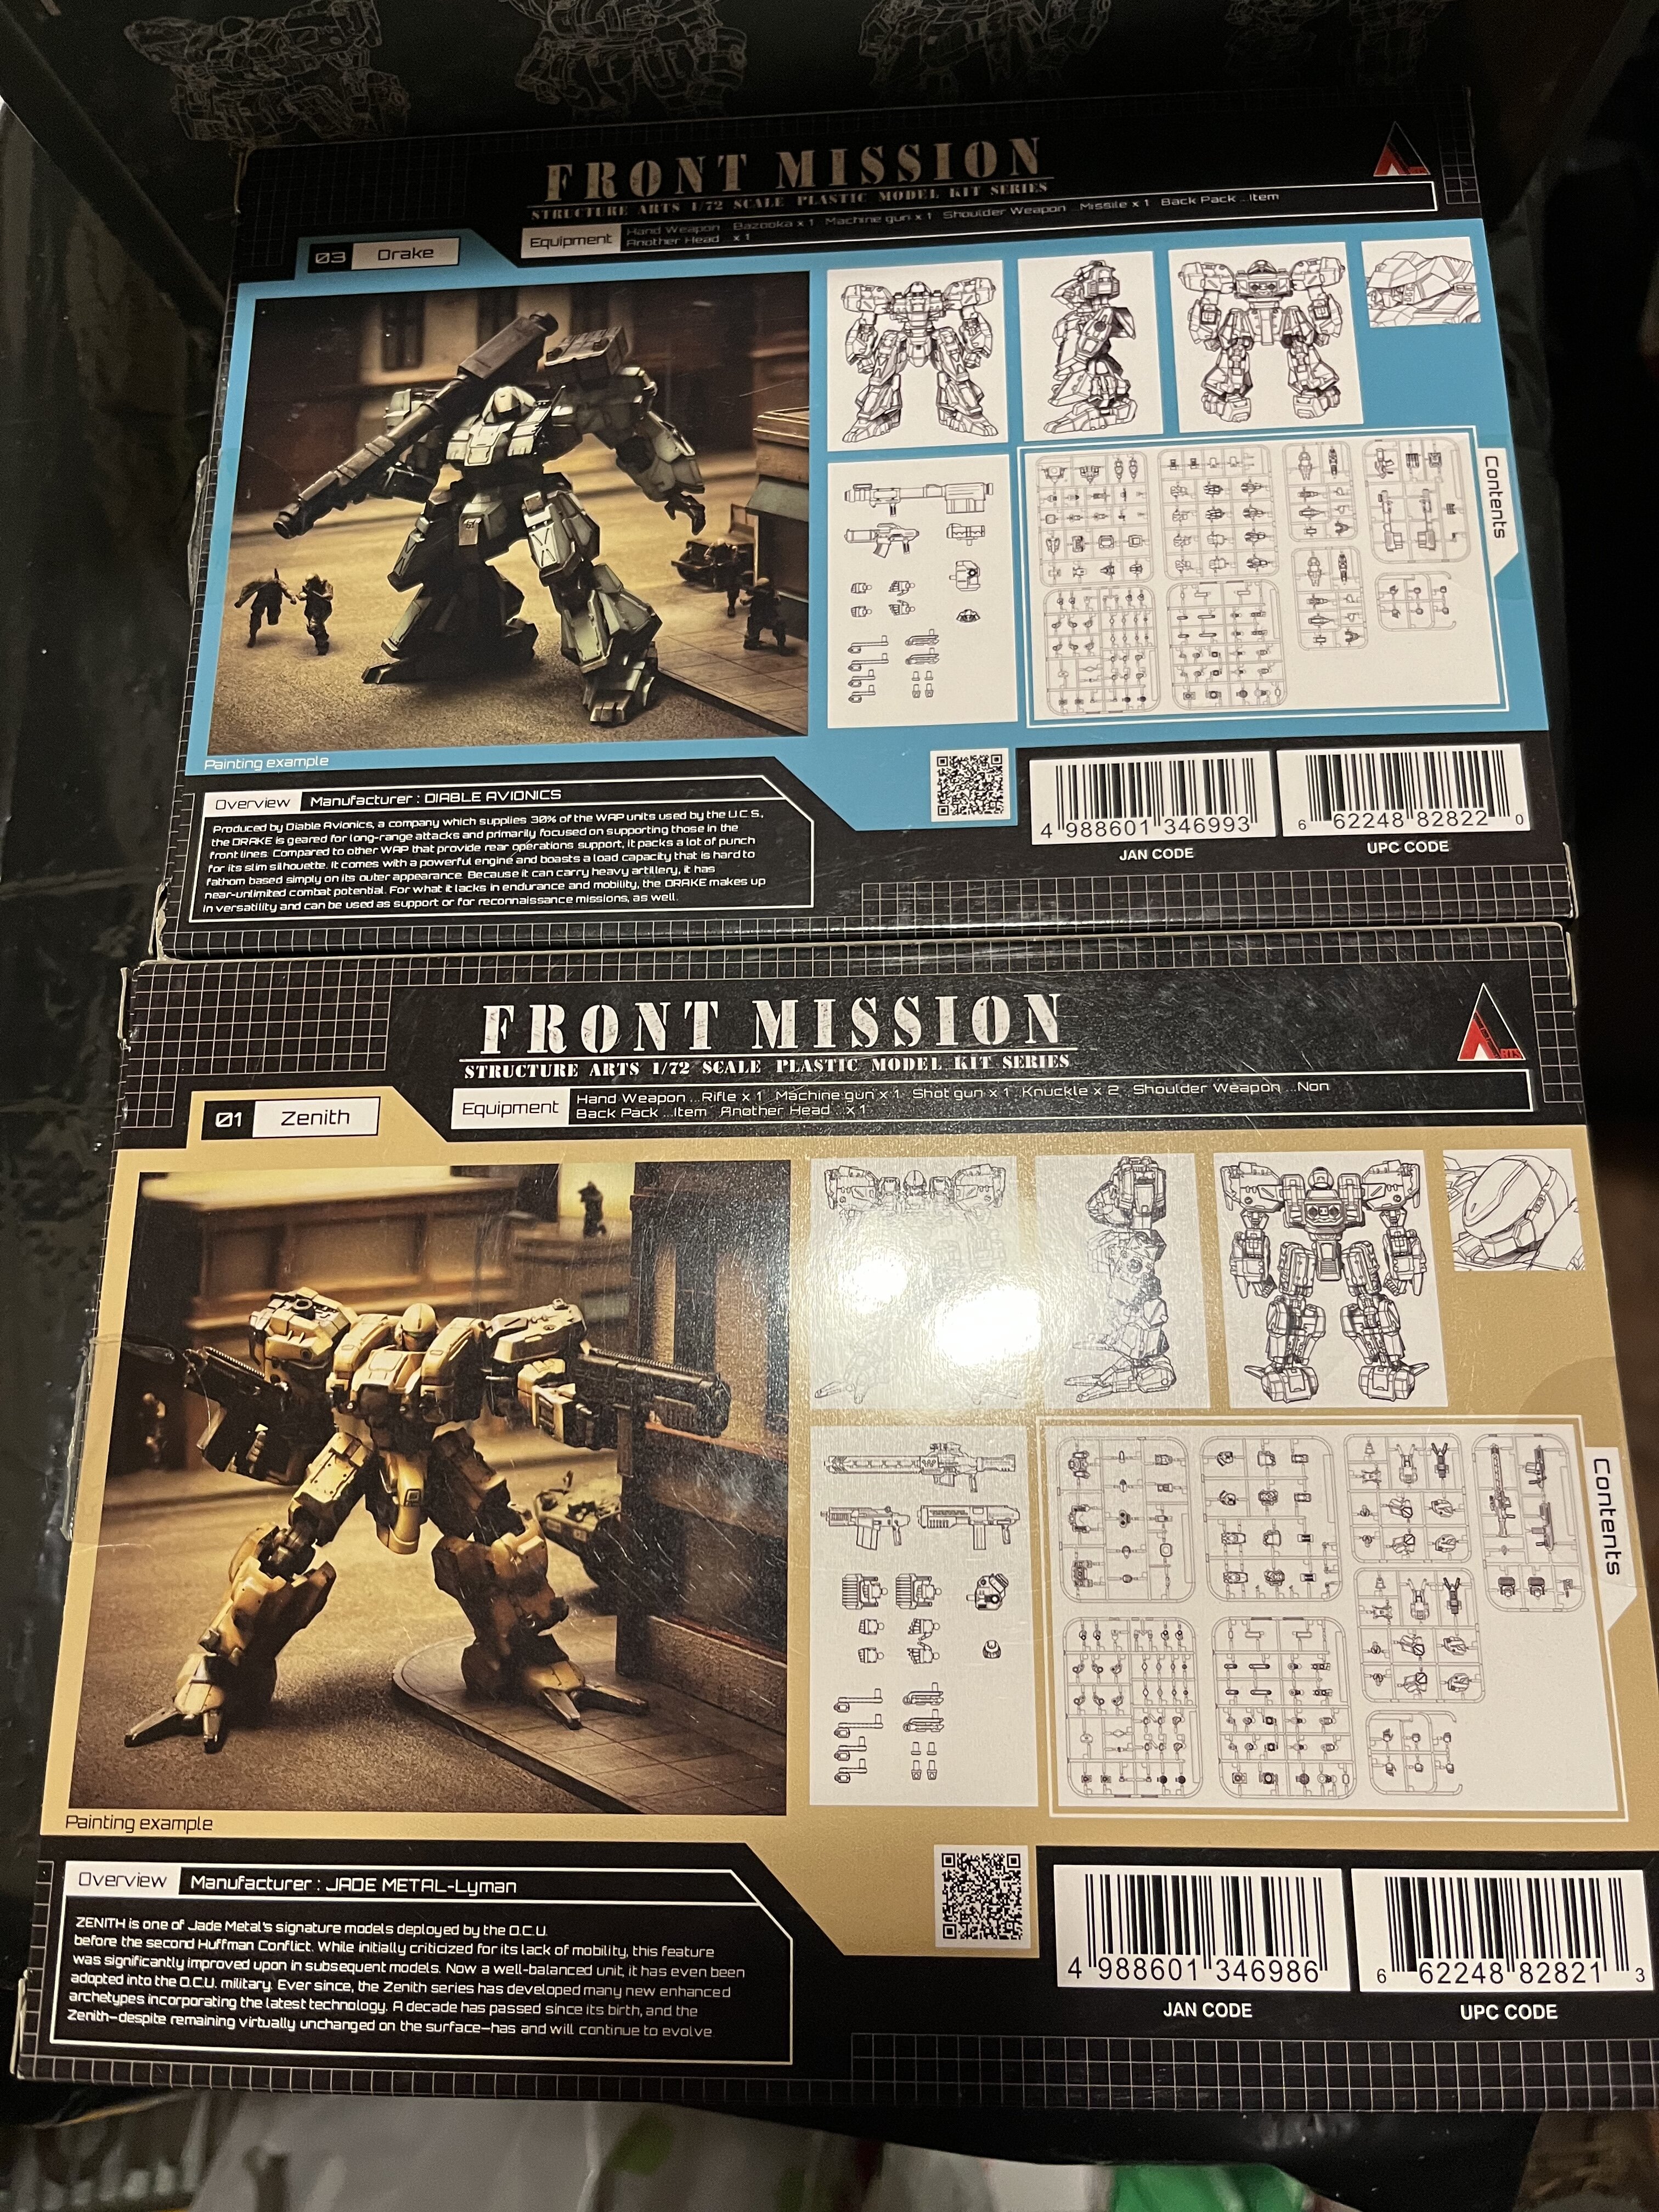 FRONT MISSION
STRUCTURE ARTS 1/72 SCALE PLASTIC MODEL KIT SERIES
03 Drake
Equipment
Hand Weapon...Bazooka x 1 Machine gun x 1 Shoulder Weapon...Missile x 1 Back Pack...Item
Another Head...x 1
Contents
Painting example
Overview Manufacturer : DIABLE AVIONICS
Produced by Diable Avionics, a company which supplies 30% of the WAP units used by the U.C.S.,
the DRAKE is geared for long-range attacks and primarily focused on supporting those in the
front lines. Compared to other WAP that provide rear operations support, it packs a lot of punch
for its slim silhouette. It comes with a powerful engine and boasts a load capacity that is hard to
fathom based simply on its outer appearance. Because it can carry heavy artillery, it has
near-unlimited combat potential. For what it lacks in endurance and mobility, the DRAKE makes up
in versatility and can be used as support or for reconnaissance missions, as well.
4 988601 346993
JAN CODE
6 62248 82822 0
UPC CODE
FRONT MISSION
STRUCTURE ARTS 1/72 SCALE PLASTIC MODEL KIT SERIES
ARTS
01 Zenith
Equipment
Hand Weapon...Rifle x 1 Machine gun x 1 Shot gun x 1 Knuckle x 2 Shoulder Weapon...Non
Back Pack...Item Another Head...x 1
Contents
Painting example
Overview Manufacturer : JADE METAL-Lyman
ZENITH is one of Jade Metal's signature models deployed by the O.C.U.
before the second Huffman Conflict. While initially criticized for its lack of mobility, this feature
was significantly improved upon in subsequent models. Now a well-balanced unit, it has even been
adopted into the O.C.U. military. Ever since, the Zenith series has developed many new enhanced
archetypes incorporating the latest technology. A decade has passed since its birth, and the
Zenith—despite remaining virtually unchanged on the surface—has and will continue to evolve
4 988601 346986
JAN CODE
6 62248 82821 3
UPC CODE